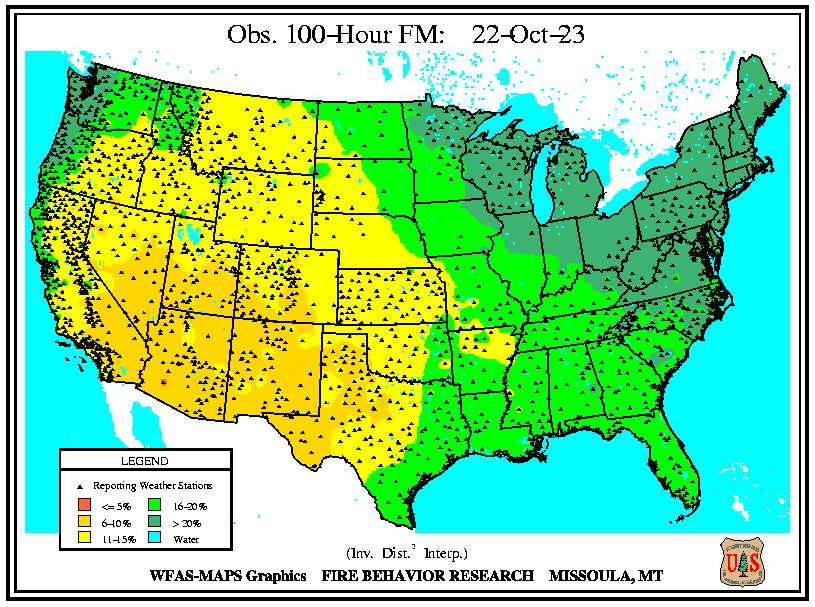 Obs. 100-Hour FM: 22-Oct-23
LEGEND
Reporting Weather Stations
<= 5% 16-20%
6-10% > 20%
11-15% Water
(Inv. Dist.² Interp.)
WFAS-MAPS Graphics FIRE BEHAVIOR RESEARCH MISSOULA, MT
U S